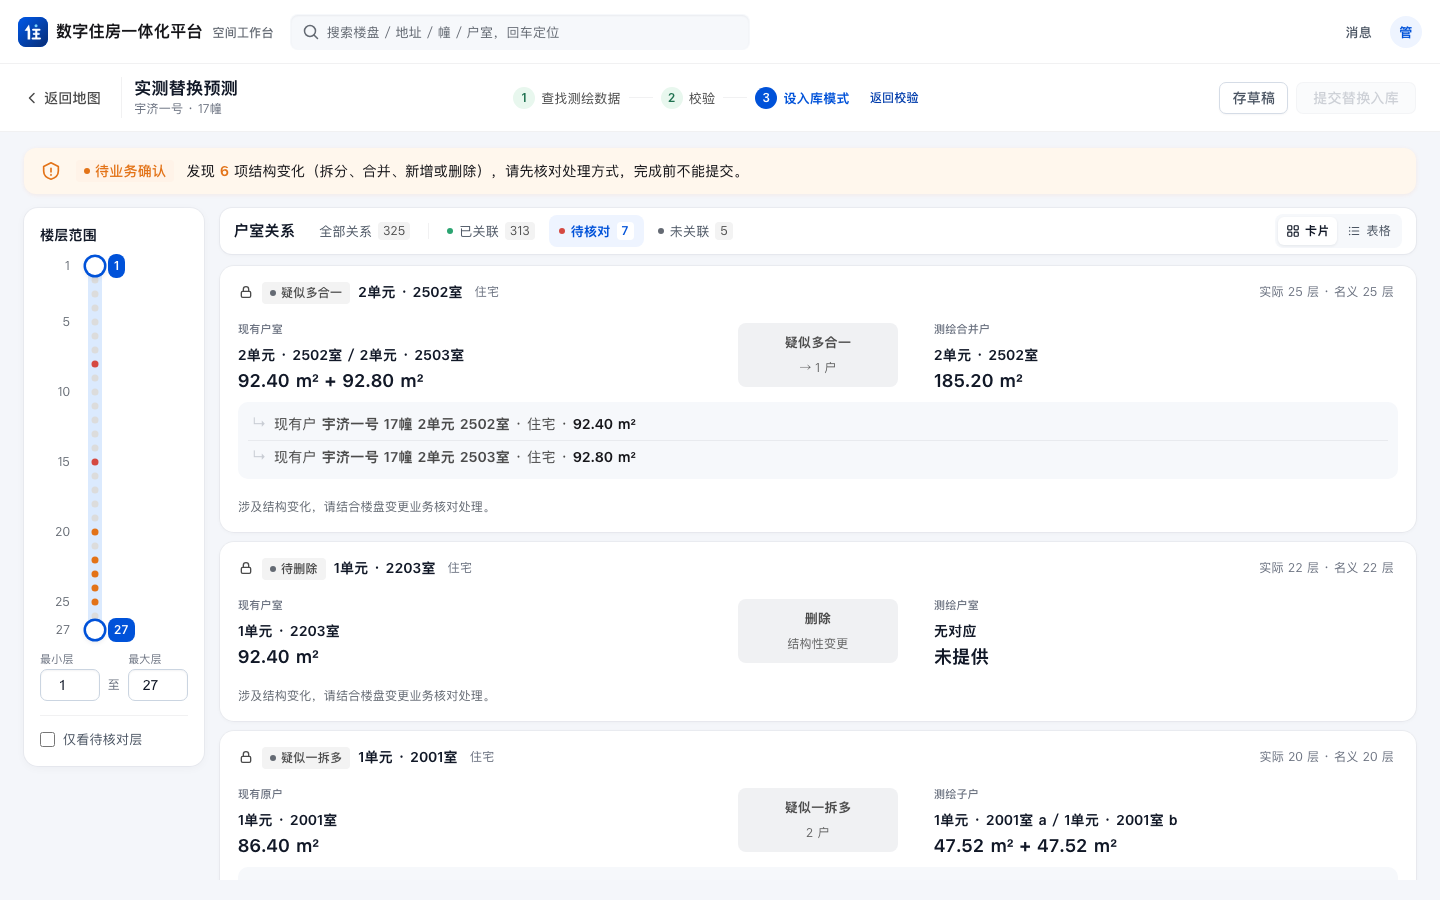 住 数字住房一体化平台 空间工作台 搜索楼盘 / 地址 / 幢 / 户室，回车定位 消息 管
返回地图 实测替换预测 1 查找测绘数据 2 校验 3 设入库模式 返回校验 存草稿 提交替换入库
宇济一号 · 17幢
待业务确认 发现 6 项结构变化（拆分、合并、新增或删除），请先核对处理方式，完成前不能提交。
楼层范围
1 1
5
10
15
20
25
27 27
最小层 最大层
1 至 27
仅看待核对层
户室关系 全部关系 325 已关联 313 待核对 7 未关联 5 卡片 表格
疑似多合一 2单元 · 2502室 住宅 实际 25 层 · 名义 25 层
现有户室
2单元 · 2502室 / 2单元 · 2503室
92.40 m² + 92.80 m²
疑似多合一
→ 1 户
测绘合并户
2单元 · 2502室
185.20 m²
现有户 宇济一号 17幢 2单元 2502室 · 住宅 · 92.40 m²
现有户 宇济一号 17幢 2单元 2503室 · 住宅 · 92.80 m²
涉及结构变化，请结合楼盘变更业务核对处理。
待删除 1单元 · 2203室 住宅 实际 22 层 · 名义 22 层
现有户室
1单元 · 2203室
92.40 m²
删除
结构性变更
测绘户室
无对应
未提供
涉及结构变化，请结合楼盘变更业务核对处理。
疑似一拆多 1单元 · 2001室 住宅 实际 20 层 · 名义 20 层
现有原户
1单元 · 2001室
86.40 m²
疑似一拆多
2 户
测绘子户
1单元 · 2001室 a / 1单元 · 2001室 b
47.52 m² + 47.52 m²